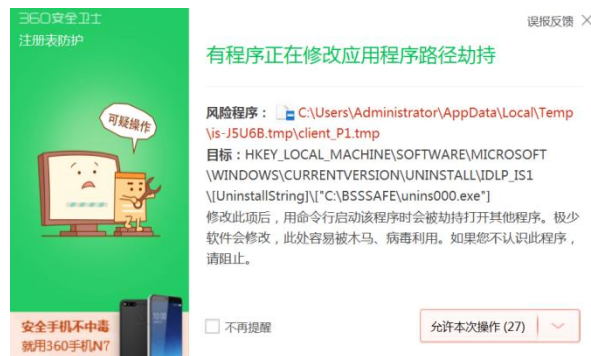 360安全卫士
误报反馈
注册表防护
有程序正在修改应用程序路径劫持
可疑操作
风险程序： C:\Users\Administrator\AppData\Local\Temp
\is-J5U6B.tmp\client_P1.tmp
目标：HKEY_LOCAL_MACHINE\SOFTWARE\MICROSOFT
\WINDOWS\CURRENTVERSION\UNINSTALL\IDLP_IS1
\[UninstallString]\["C:\BSSSAFE\unins000.exe"]
修改此项后，用命令行启动该程序时会被劫持打开其他程序。极少
软件会修改，此处容易被木马、病毒利用。如果您不认识此程序，
请阻止。
安全手机不中毒
就用360手机N7
不再提醒
允许本次操作 (27)